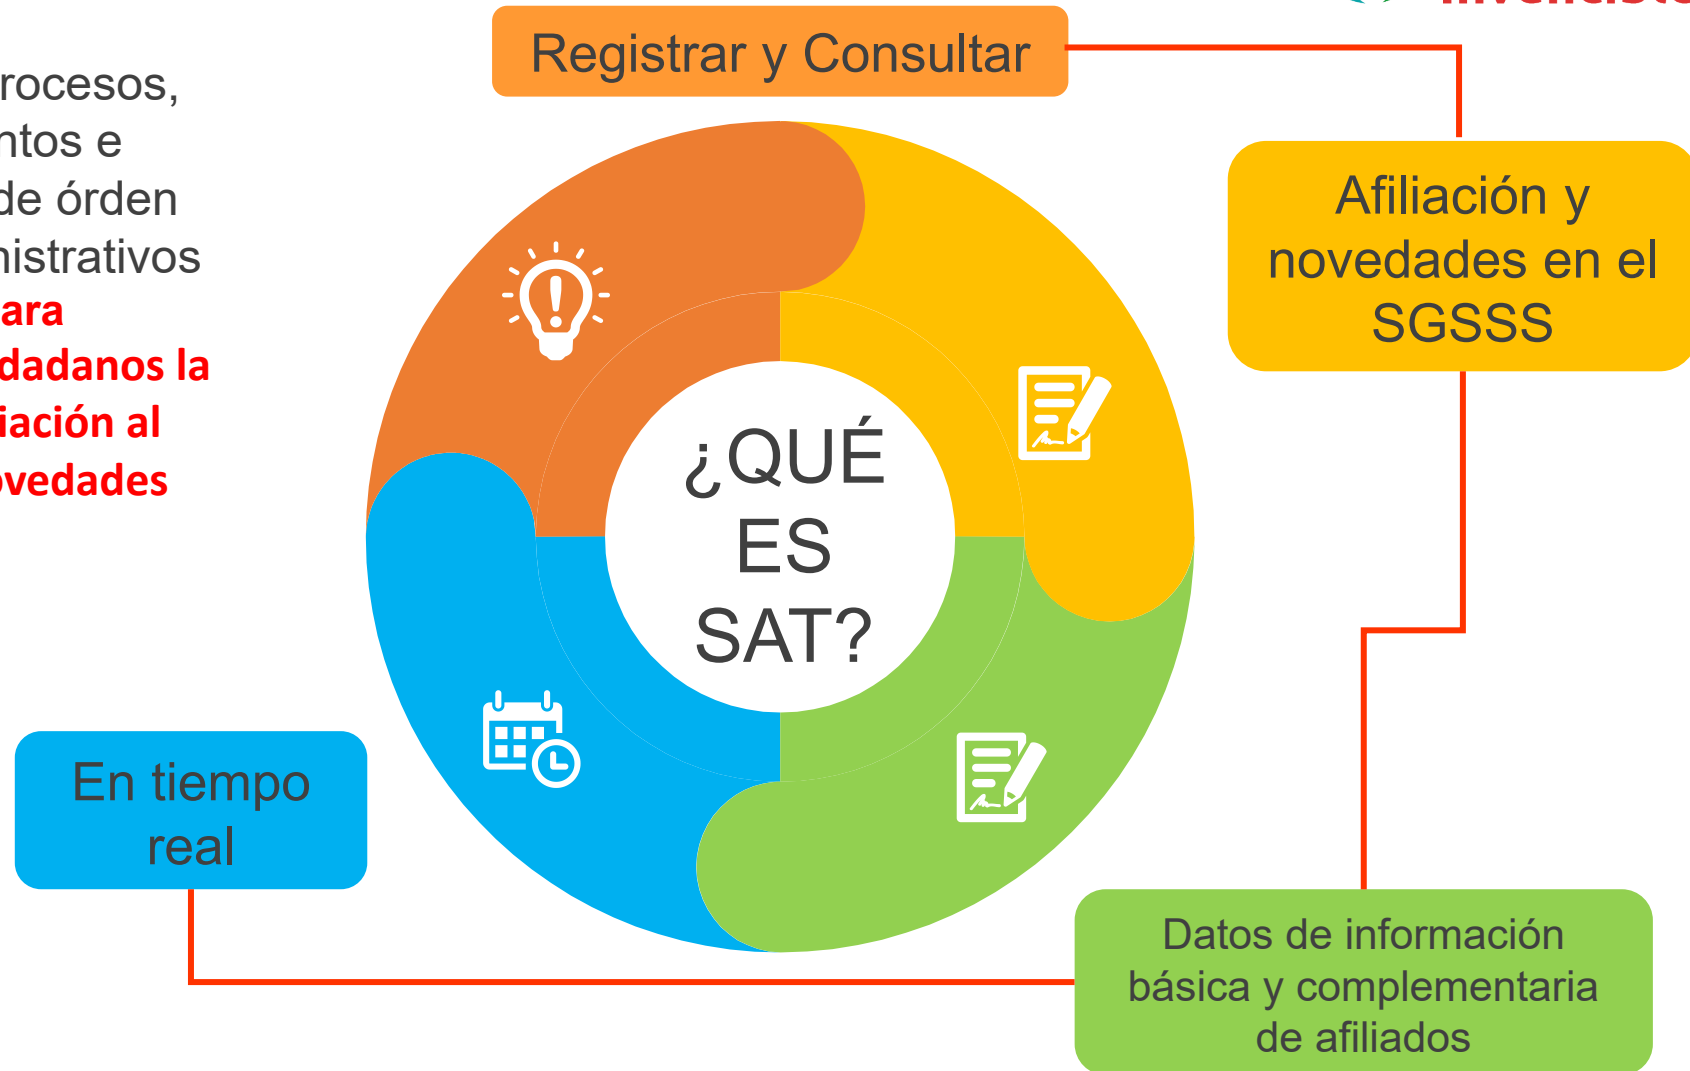 Registrar y Consultar
rocesos,
ntos e
de órden
nistrativos
ara
dadanos la
iación al
ovedades
Afiliación y
novedades en el
SGSSS
¿QUÉ
ES
SAT?
En tiempo
real
Datos de información
básica y complementaria
de afiliados